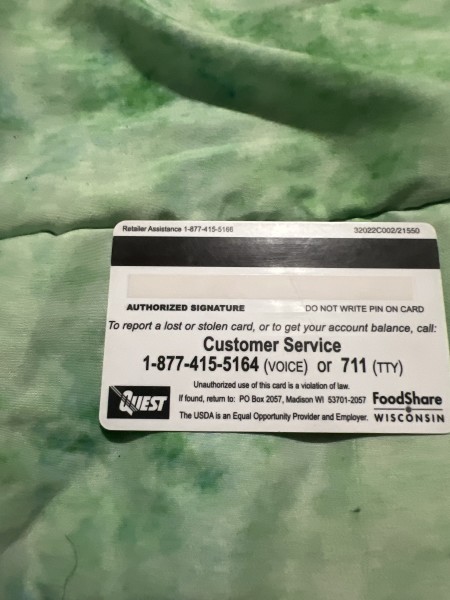 Retailer Assistance 1-877-415-5166 32022C002/21550
AUTHORIZED SIGNATURE DO NOT WRITE PIN ON CARD
To report a lost or stolen card, or to get your account balance, call:
Customer Service
1-877-415-5164 (VOICE) or 711 (TTY)
Unauthorized use of this card is a violation of law.
If found, return to: PO Box 2057, Madison WI 53701-2057
The USDA is an Equal Opportunity Provider and Employer.
QUEST
FoodShare
WISCONSIN